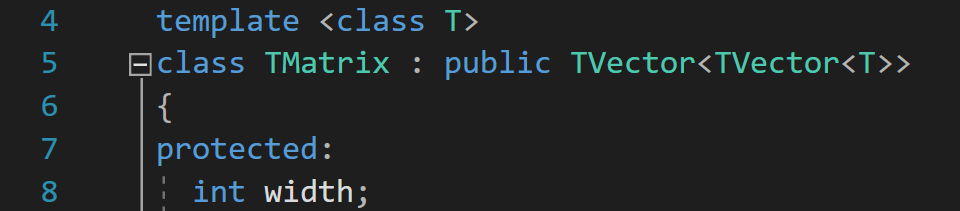 4 template <class T>
5 class TMatrix : public TVector<TVector<T>>
6 {
7 protected:
8 int width;